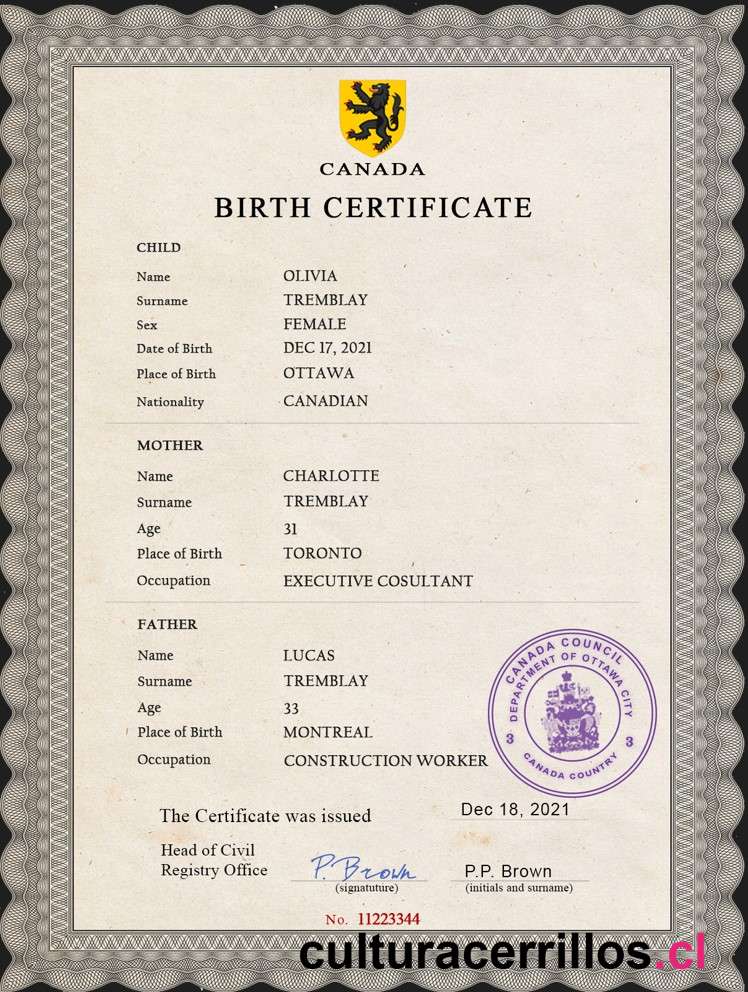 CANADA
BIRTH CERTIFICATE
CHILD
Name OLIVIA
Surname TREMBLAY
Sex FEMALE
Date of Birth DEC 17, 2021
Place of Birth OTTAWA
Nationality CANADIAN
MOTHER
Name CHARLOTTE
Surname TREMBLAY
Age 31
Place of Birth TORONTO
Occupation EXECUTIVE COSULTANT
FATHER
Name LUCAS
Surname TREMBLAY
Age 33
Place of Birth MONTREAL
Occupation CONSTRUCTION WORKER
CANADA COUNCIL
DEPARTMENT OF OTTAWA CITY
3 3
CANADA COUNTRY
The Certificate was issued Dec 18, 2021
Head of Civil
Registry Office P. Brown P.P. Brown
(signatuture) (initials and surname)
No. 11223344
culturacerrillos.cl